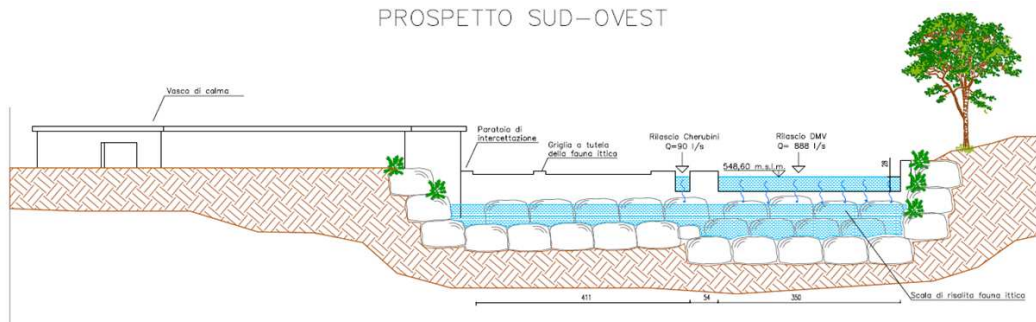 PROSPETTO SUD-OVEST
Vasca di calma
Paratoia di
intercettazione
Griglia a tutela
della fauna ittica
Rilascio Cherubini
Q=90 l/s
Rilascio DMV
Q= 888 l/s
548,60 m.s.l.m.
28
Scala di risalita fauna ittica
411
54
350